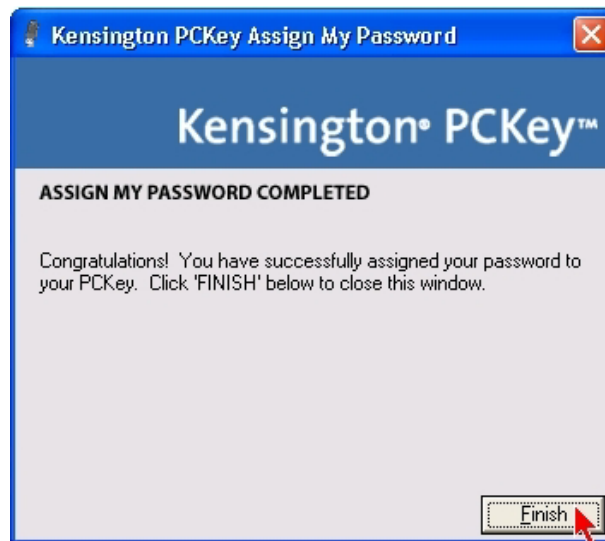 Kensington PCKey Assign My Password
Kensington® PCKey™
ASSIGN MY PASSWORD COMPLETED
Congratulations! You have successfully assigned your password to
your PCKey. Click 'FINISH' below to close this window.
Finish